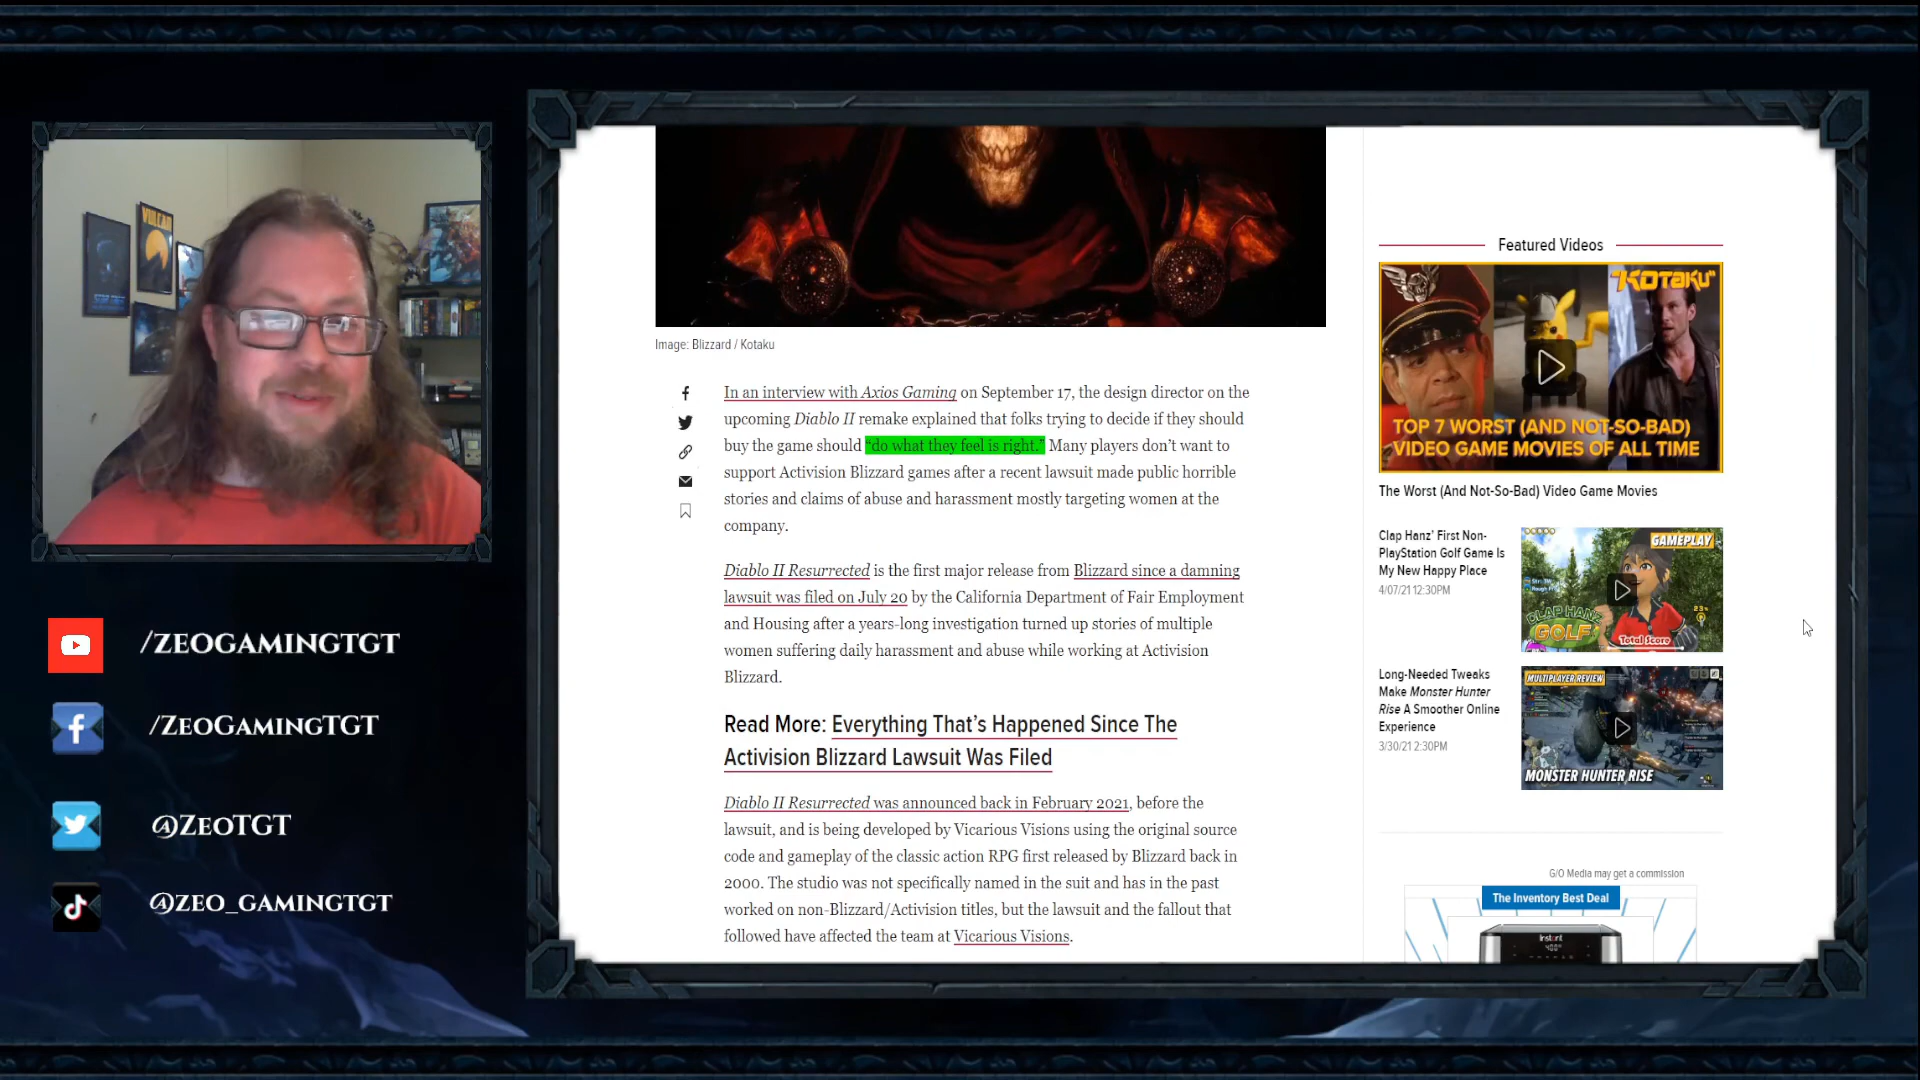 VULCAN
/ZEOGAMINGTGT
/ZEOGAMINGTGT
@ZEOTGT
@ZEO_GAMINGTGT
Image: Blizzard / Kotaku
In an interview with Axios Gaming on September 17, the design director on the
upcoming Diablo II remake explained that folks trying to decide if they should
buy the game should “do what they feel is right.” Many players don’t want to
support Activision Blizzard games after a recent lawsuit made public horrible
stories and claims of abuse and harassment mostly targeting women at the
company.
Diablo II Resurrected is the first major release from Blizzard since a damning
lawsuit was filed on July 20 by the California Department of Fair Employment
and Housing after a years-long investigation turned up stories of multiple
women suffering daily harassment and abuse while working at Activision
Blizzard.
Read More: Everything That’s Happened Since The
Activision Blizzard Lawsuit Was Filed
Diablo II Resurrected was announced back in February 2021, before the
lawsuit, and is being developed by Vicarious Visions using the original source
code and gameplay of the classic action RPG first released by Blizzard back in
2000. The studio was not specifically named in the suit and has in the past
worked on non-Blizzard/Activision titles, but the lawsuit and the fallout that
followed have affected the team at Vicarious Visions.
Featured Videos
KOTAKU
TOP 7 WORST (AND NOT-SO-BAD)
VIDEO GAME MOVIES OF ALL TIME
The Worst (And Not-So-Bad) Video Game Movies
Clap Hanz’ First Non-
PlayStation Golf Game Is
My New Happy Place
4/07/21 12:30PM
GAMEPLAY
CLAP HANZ
GOLF
Total Score
Long-Needed Tweaks
Make Monster Hunter
Rise A Smoother Online
Experience
3/30/21 2:30PM
MULTIPLAYER REVIEW
MONSTER HUNTER RISE
G/O Media may get a commission
The Inventory Best Deal
instant
400°